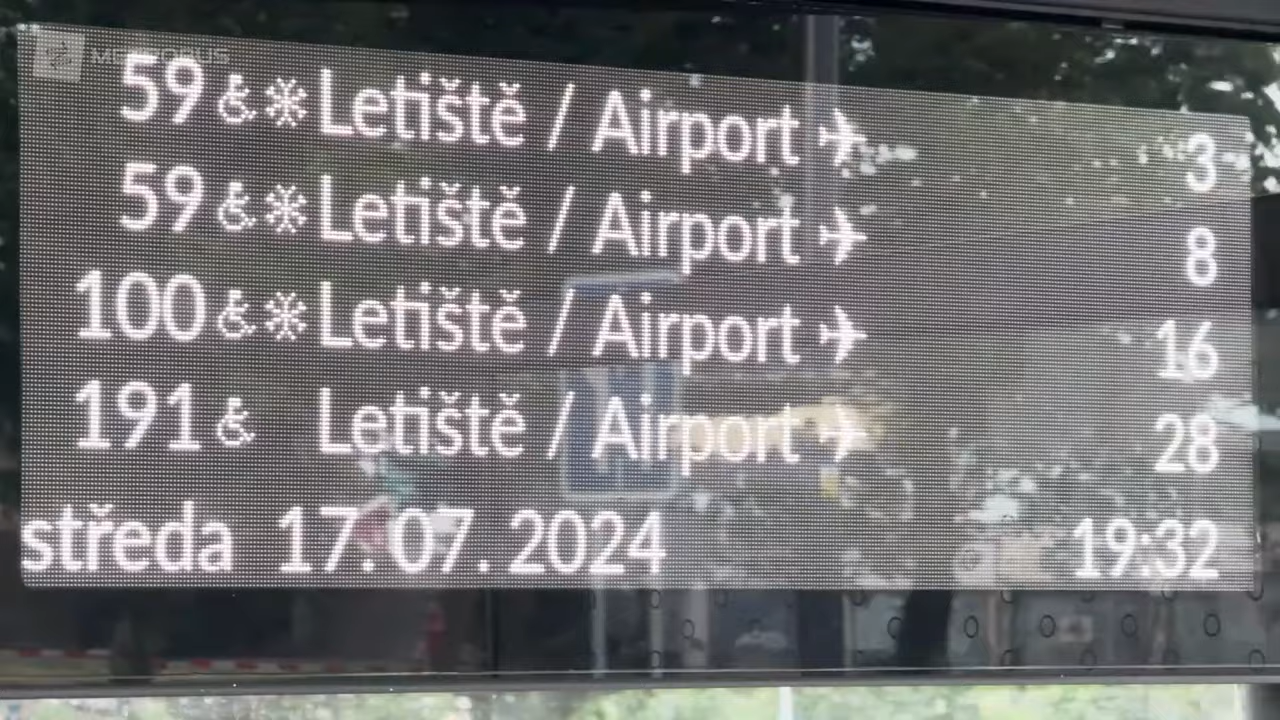 METROBUS
59 Letiště / Airport 3
59 Letiště / Airport 8
100 Letiště / Airport 16
191 Letiště / Airport 28
středa 17.07.2024 19:32